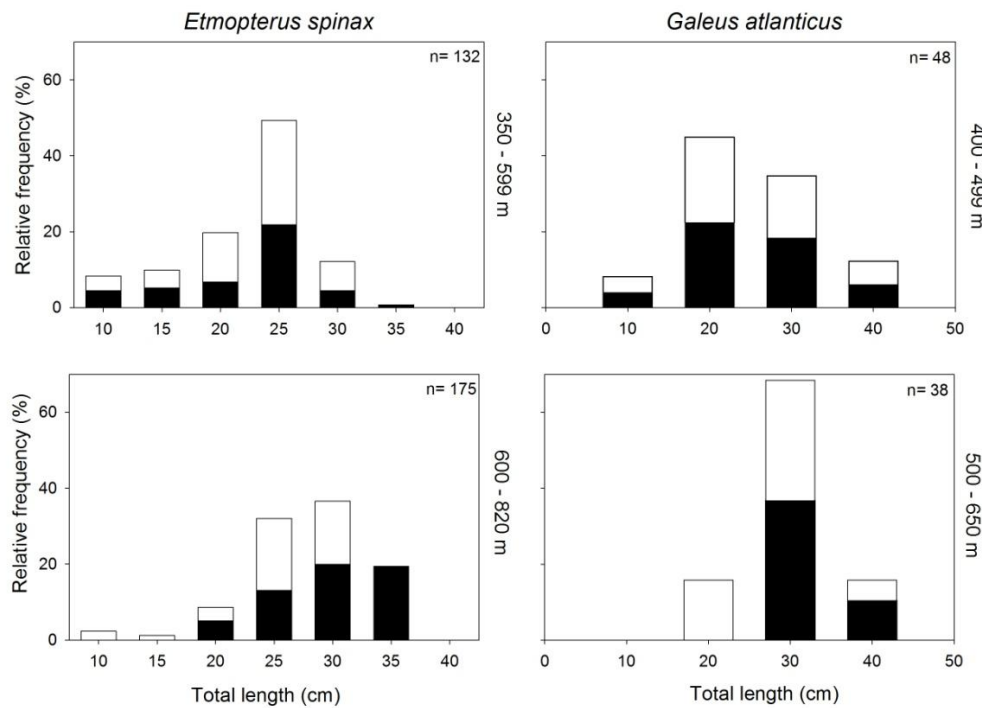 Etmopterus spinax
Galeus atlanticus
Relative frequency (%)
60
40
20
0
n= 132
10 15 20 25 30 35 40
350 - 599 m
n= 48
0 10 20 30 40 50
400 - 499 m
Relative frequency (%)
60
40
20
0
n= 175
10 15 20 25 30 35 40
Total length (cm)
600 - 820 m
n= 38
0 10 20 30 40 50
Total length (cm)
500 - 650 m